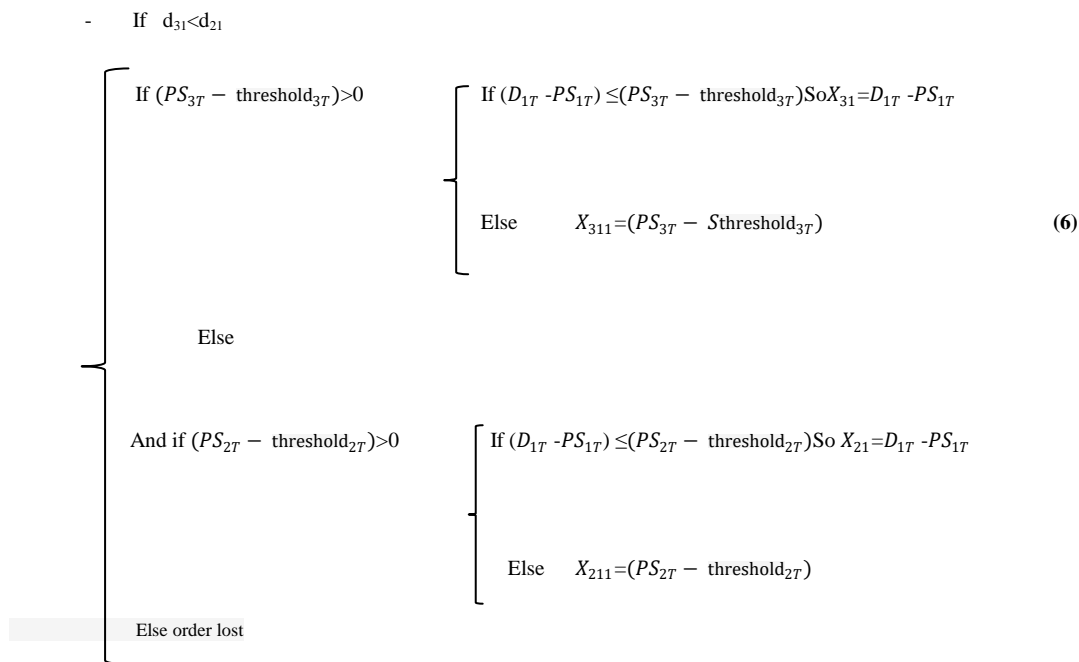 - If d₃₁<d₂₁
If (PS₃T − threshold₃T)>0 If (D₁T -PS₁T) ≤(PS₃T − threshold₃T)SoX₃₁=D₁T -PS₁T
Else X₃₁₁=(PS₃T − Sthreshold₃T) (6)
Else
And if (PS₂T − threshold₂T)>0 If (D₁T -PS₁T) ≤(PS₂T − threshold₂T)So X₂₁=D₁T -PS₁T
Else X₂₁₁=(PS₂T − threshold₂T)
Else order lost